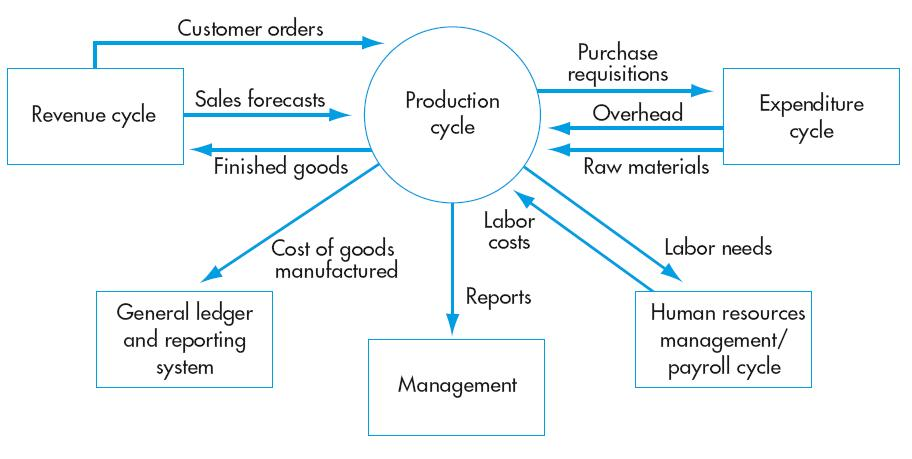 Customer orders
Purchase
requisitions
Revenue cycle
Sales forecasts
Production
cycle
Overhead
Expenditure
cycle
Finished goods
Raw materials
Cost of goods
manufactured
Labor
costs
Labor needs
Reports
General ledger
and reporting
system
Management
Human resources
management/
payroll cycle